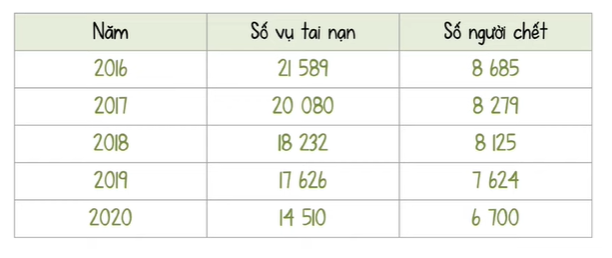 Năm Số vụ tai nạn Số người chết
2016 21 589 8 685
2017 20 080 8 279
2018 18 232 8 125
2019 17 626 7 624
2020 14 510 6 700